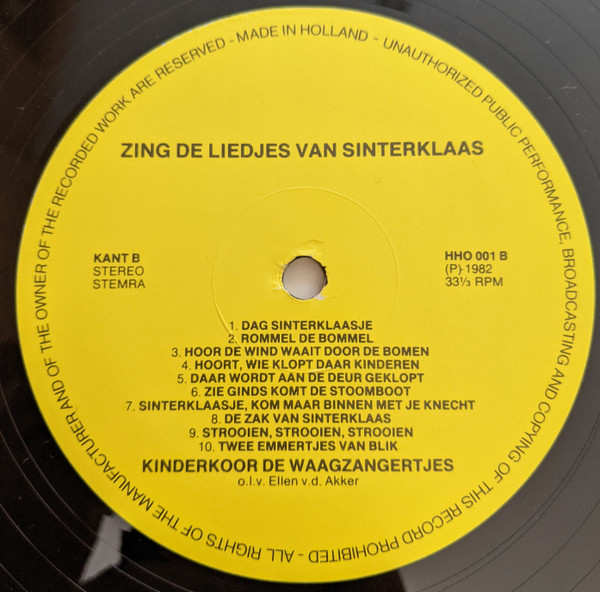 ALL RIGHTS OF THE MANUFACTURER AND OF THE OWNER OF THE RECORDED WORK ARE RESERVED - MADE IN HOLLAND - UNAUTHORIZED PUBLIC PERFORMANCE, BROADCASTING AND COPYING OF THIS RECORD PROHIBITED -
ZING DE LIEDJES VAN SINTERKLAAS
KANT B
STEREO
STEMRA
HHO 001 B
(P) 1982
33⅓ RPM
1. DAG SINTERKLAASJE
2. ROMMEL DE BOMMEL
3. HOOR DE WIND WAAIT DOOR DE BOMEN
4. HOORT, WIE KLOPT DAAR KINDEREN
5. DAAR WORDT AAN DE DEUR GEKLOPT
6. ZIE GINDS KOMT DE STOOMBOOT
7. SINTERKLAASJE, KOM MAAR BINNEN MET JE KNECHT
8. DE ZAK VAN SINTERKLAAS
9. STROOIEN, STROOIEN, STROOIEN
10. TWEE EMMERTJES VAN BLIK
KINDERKOOR DE WAAGZANGERTJES
o.l.v. Ellen v.d. Akker